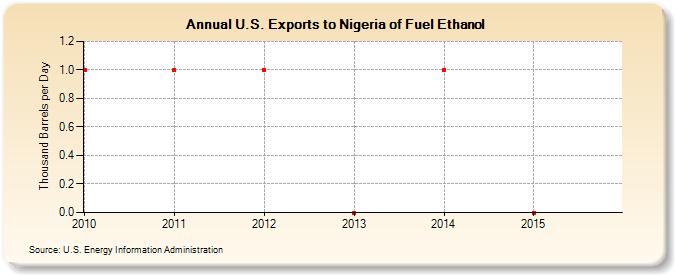 Annual U.S. Exports to Nigeria of Fuel Ethanol
Thousand Barrels per Day
1.2
1.0
0.8
0.6
0.4
0.2
0.0
2010 2011 2012 2013 2014 2015
Source: U.S. Energy Information Administration